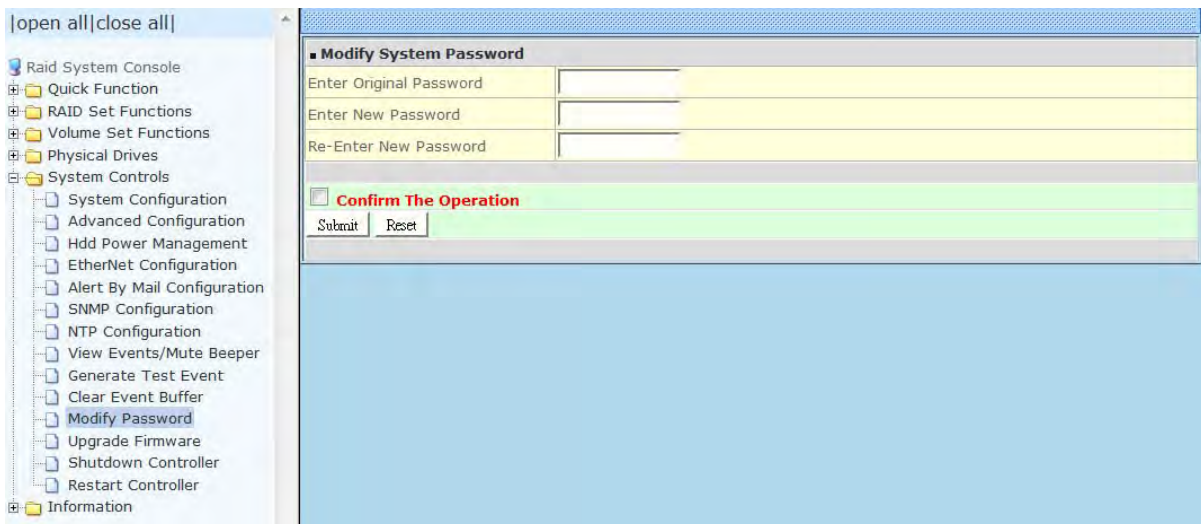 |open all|close all|
Raid System Console
Quick Function
RAID Set Functions
Volume Set Functions
Physical Drives
System Controls
System Configuration
Advanced Configuration
Hdd Power Management
EtherNet Configuration
Alert By Mail Configuration
SNMP Configuration
NTP Configuration
View Events/Mute Beeper
Generate Test Event
Clear Event Buffer
Modify Password
Upgrade Firmware
Shutdown Controller
Restart Controller
Information
Modify System Password
Enter Original Password
Enter New Password
Re-Enter New Password
Confirm The Operation
Submit Reset